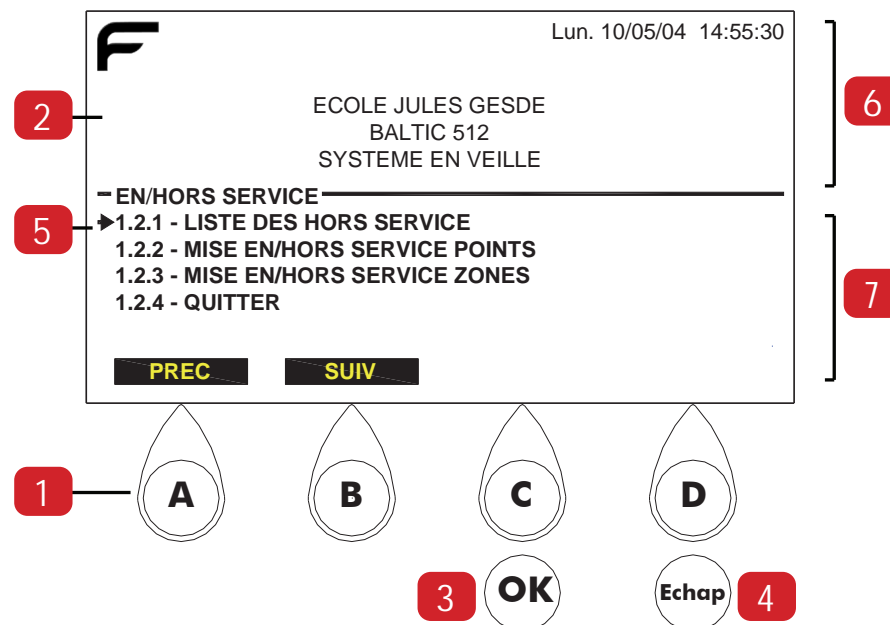 F
Lun. 10/05/04 14:55:30
6
2
ECOLE JULES GESDE
BALTIC 512
SYSTEME EN VEILLE
EN/HORS SERVICE
5
1.2.1 - LISTE DES HORS SERVICE
1.2.2 - MISE EN/HORS SERVICE POINTS
1.2.3 - MISE EN/HORS SERVICE ZONES
1.2.4 - QUITTER
7
PREC SUIV
1
A B C D
3 OK Echap 4